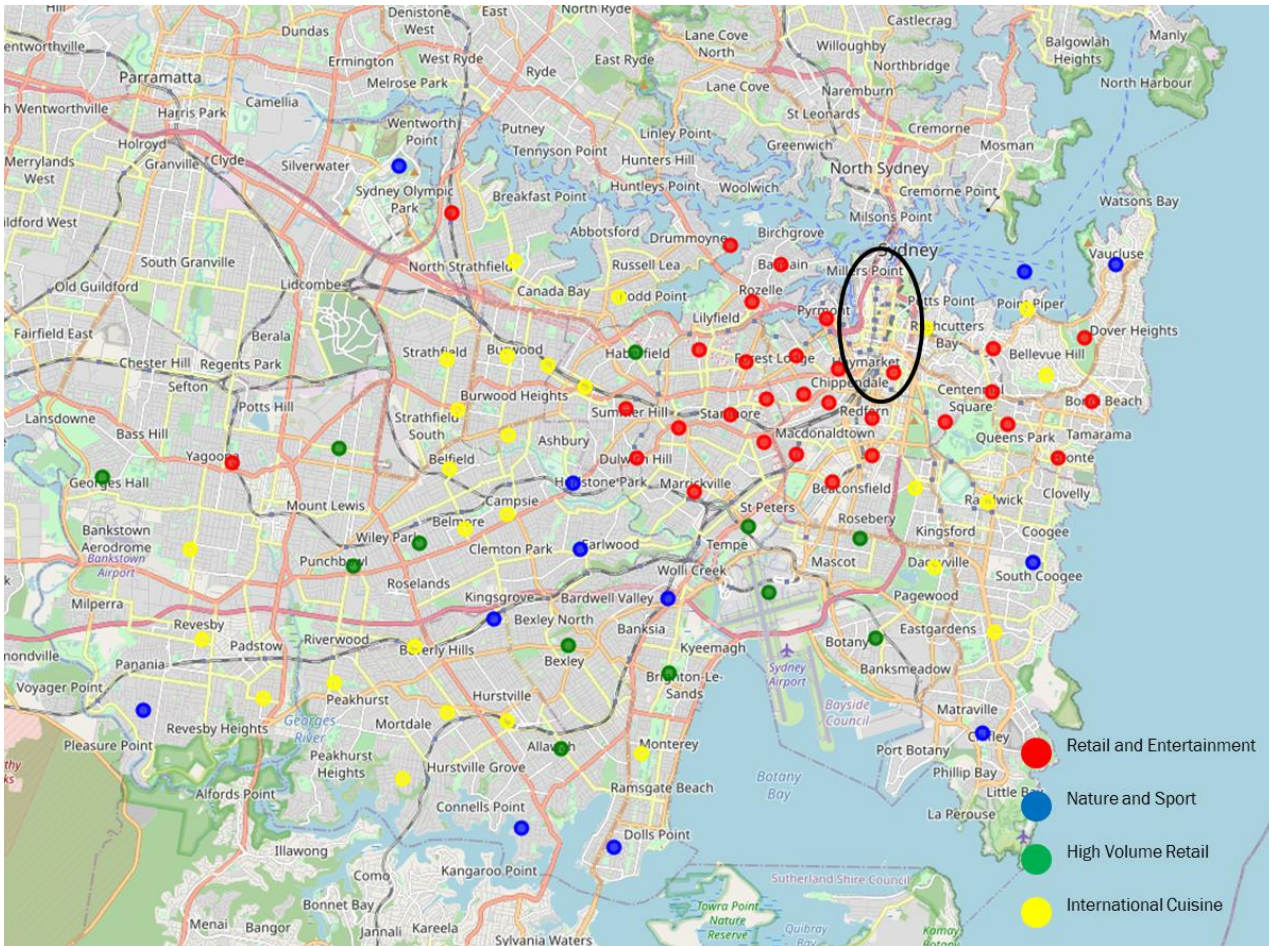 Denistone
West
East
North Ryde
Castlecrag
Manly
Dundas
Lane Cove
North
Willoughby
Balgowlah
Heights
entworthville
Ermington
West Ryde
East Ryde
Northbridge
Parramatta
Melrose Park
Ryde
Lane Cove
Naremburn
North Harbour
h Wentworthville
Harris Park
Camellia
St Leonards
Wentworth
Point
Putney
Linley Point
Cremorne
Holroyd
Tennyson Point
Greenwich
Mosman
Merrylands
West
Granville
Clyde
Silverwater
Hunters Hill
North Sydney
Sydney Olympic
Park
Huntleys Point
Woolwich
Cremorne Point
Breakfast Point
Watsons Bay
uildford West
Milsons Point
Abbotsford
Drummoyne
Birchgrove
Sydney
Vaucluse
South Granville
North Strathfield
Russell Lea
Balmain
Millers Point
Old Guildford
Lidcombe
Canada Bay
Rodd Point
Rozelle
Potts Point
Point Piper
Lilyfield
Pyrmont
Rushcutters
Bay
Fairfield East
Berala
Dover Heights
Strathfield
Burwood
Haberfield
Forest Lodge
Haymarket
Bellevue Hill
Chester Hill
Regents Park
Sefton
Chippendale
Centennial
Square
Bondi Beach
Burwood Heights
Potts Hill
Summer Hill
Stanmore
Redfern
Lansdowne
Strathfield
South
Bass Hill
Ashbury
Macdonaldtown
Queens Park
Tamarama
Yagoona
Belfield
Dulwich Hill
Bronte
Georges Hall
Hurlstone Park
Marrickville
Beaconsfield
Clovelly
Mount Lewis
Campsie
St Peters
Randwick
Bankstown
Aerodrome
Bankstown
Airport
Belmore
Rosebery
Kingsford
Coogee
Wiley Park
Clemton Park
Earlwood
Tempe
Punchbowl
Mascot
Daceyville
Roselands
Wolli Creek
South Coogee
Milperra
Kingsgrove
Bardwell Valley
Pagewood
Revesby
Bexley North
Banksia
Eastgardens
Padstow
Riverwood
Beverly Hills
Kyeemagh
Botany
nondville
Panania
Bexley
Sydney
Airport
Banksmeadow
Voyager Point
Peakhurst
Brighton-Le-
Sands
Hurstville
Bayside
Council
Matraville
Revesby Heights
Georges
River
Mortdale
Chifley
Pleasure Point
Allawah
Monterey
Port Botany
Retail and Entertainment
Peakhurst
Heights
Hurstville Grove
Phillip Bay
Alfords Point
Ramsgate Beach
Botany
Bay
Little Bay
Nature and Sport
Connells Point
La Perouse
Dolls Point
Illawong
High Volume Retail
Como
Kangaroo Point
Sutherland Shire Council
Bonnet Bay
Towra Point
Nature
Reserve
International Cuisine
Kareela
Menai
Bangor
Jannali
Sylvania Waters
Quibray
Bay
Kamay